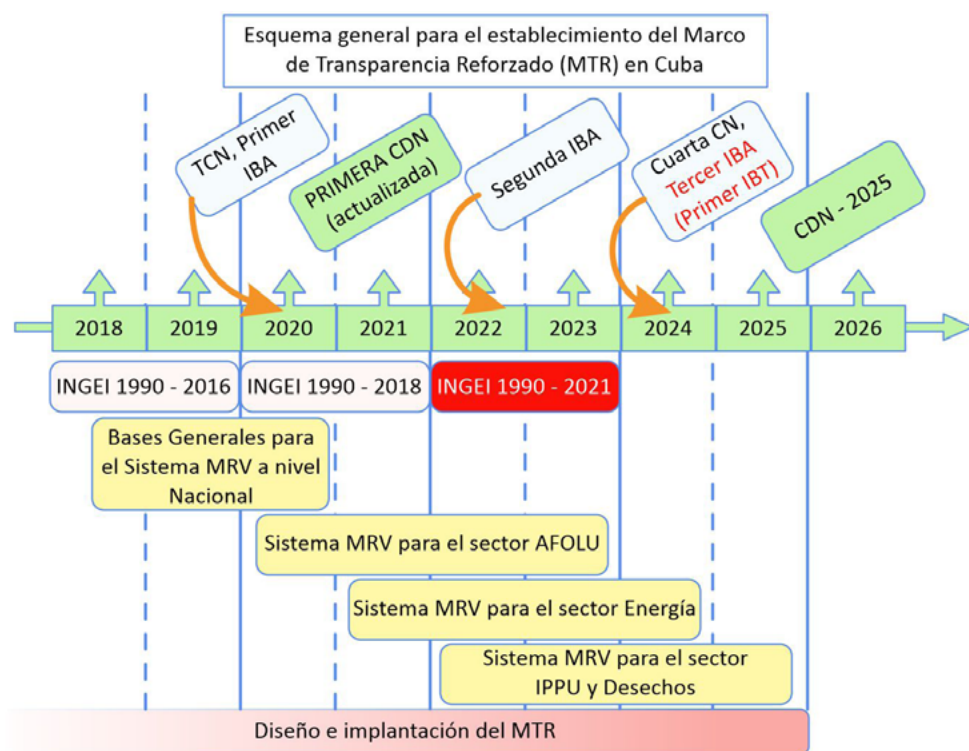 Esquema general para el establecimiento del Marco
de Transparencia Reforzado (MTR) en Cuba
TCN, Primer
IBA
PRIMERA CDN
(actualizada)
Segunda IBA
Cuarta CN,
Tercer IBA
(Primer IBT)
CDN - 2025
2018
2019
2020
2021
2022
2023
2024
2025
2026
INGEI 1990 - 2016
INGEI 1990 - 2018
INGEI 1990 - 2021
Bases Generales para
el Sistema MRV a nivel
Nacional
Sistema MRV para el sector AFOLU
Sistema MRV para el sector Energía
Sistema MRV para el sector
IPPU y Desechos
Diseño e implantación del MTR